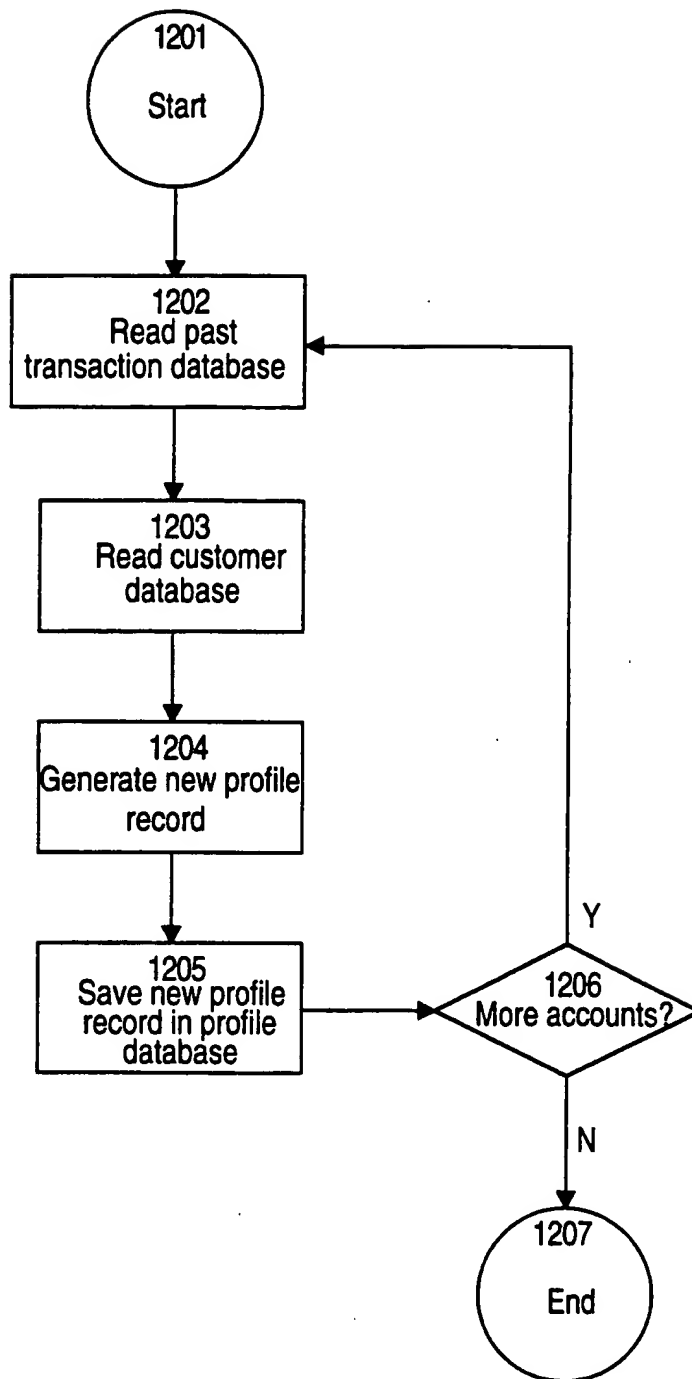 1201
Start
1202
Read past
transaction database
1203
Read customer
database
1204
Generate new profile
record
1205
Save new profile
record in profile
database
Y
1206
More accounts?
N
1207
End